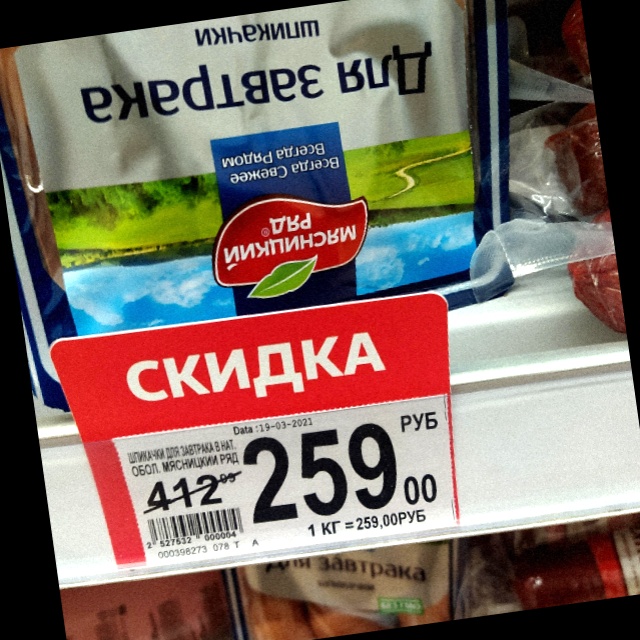 шпикачки
Для завтрака
Всегда Свежее
Всегда Рядом
МЯСНИЦКИЙ
РЯД®
СКИДКА
Data :19-03-2021
ШПИКАЧКИ ДЛЯ ЗАВТРАКА В НАТ.
ОБОЛ. МЯСНИЦКИЙ РЯД
412 99
259 00
РУБ
1 КГ = 259,00РУБ
2 527532 000004
000398273 078 Т А
Для завтрака